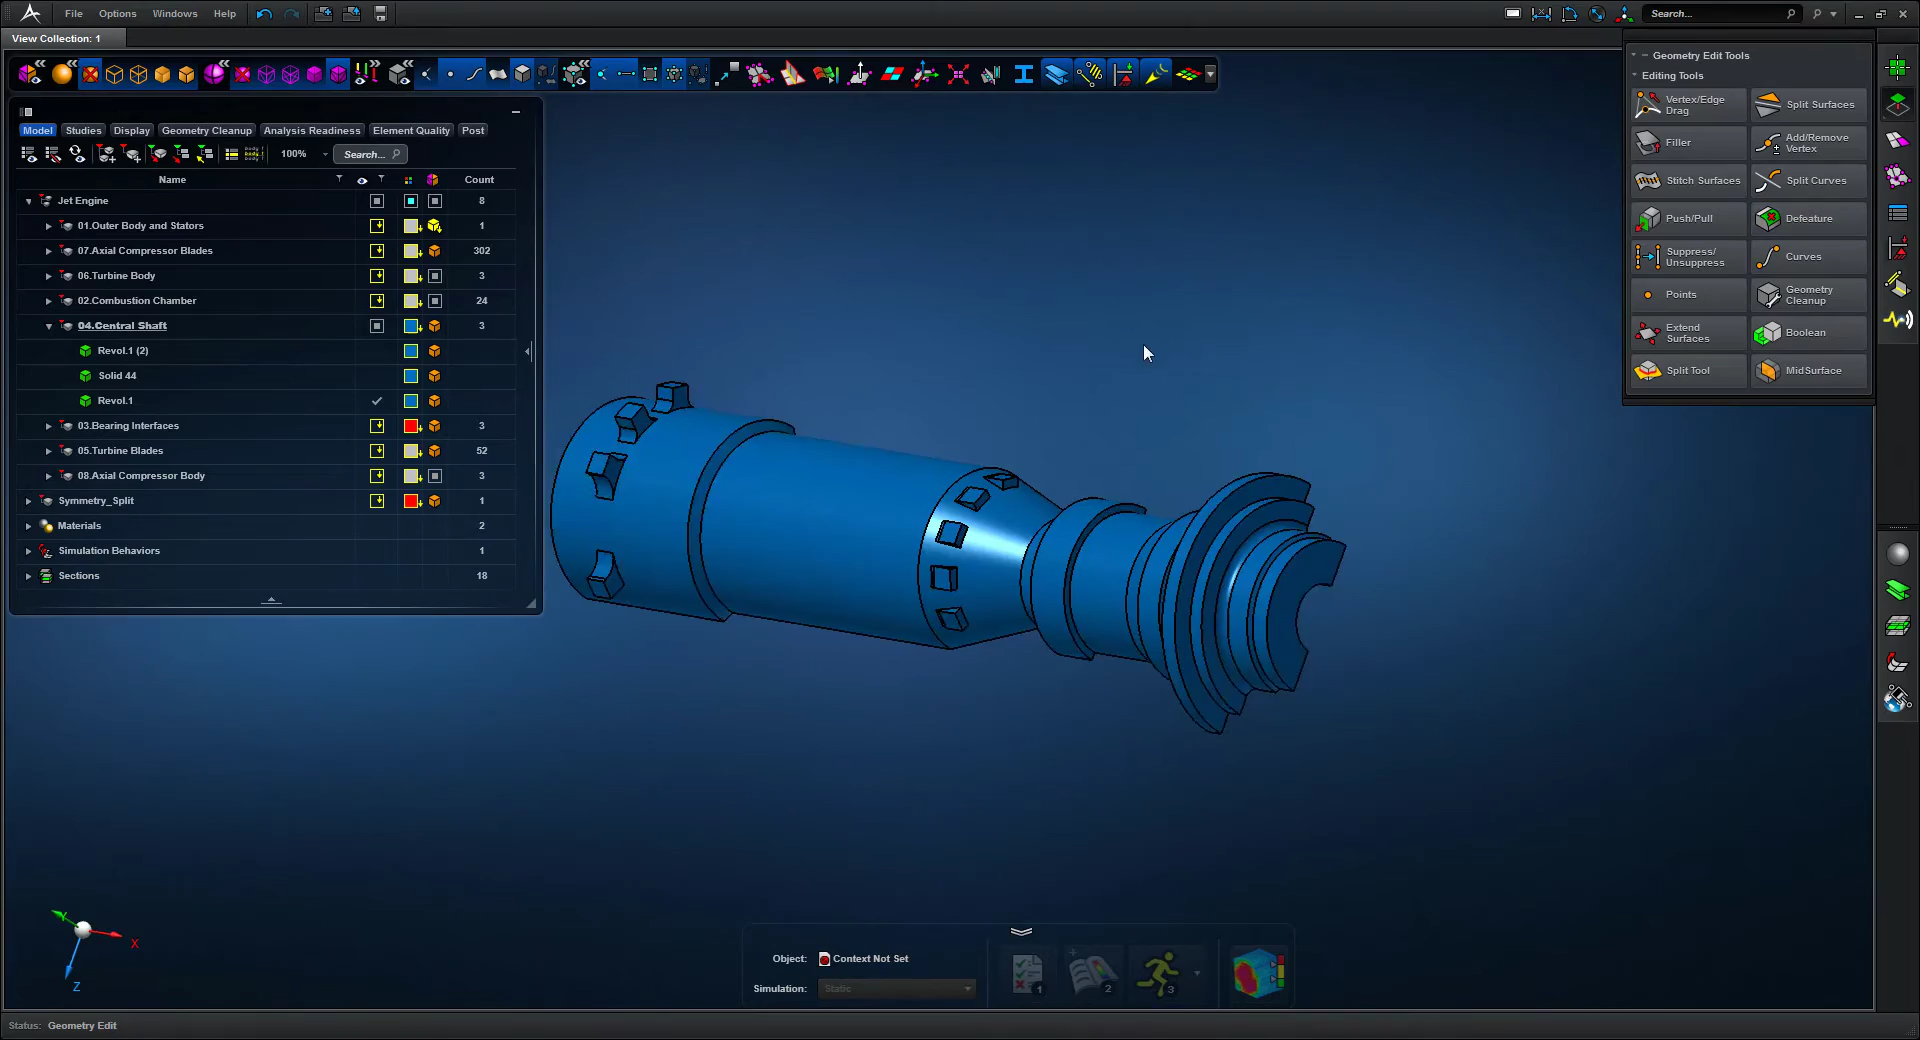 File Options Windows Help
Search...
View Collection: 1
Geometry Edit Tools
Editing Tools
Vertex/Edge Drag
Split Surfaces
Filler
Add/Remove Vertex
Stitch Surfaces
Split Curves
Push/Pull
Defeature
Suppress/ Unsuppress
Curves
Points
Geometry Cleanup
Extend Surfaces
Boolean
Split Tool
MidSurface
Model Studies Display Geometry Cleanup Analysis Readiness Element Quality Post
100% Search...
Name Count
Jet Engine 8
01.Outer Body and Stators 1
07.Axial Compressor Blades 302
06.Turbine Body 3
02.Combustion Chamber 24
04.Central Shaft 3
Revol.1 (2)
Solid 44
Revol.1
03.Bearing Interfaces 3
05.Turbine Blades 52
08.Axial Compressor Body 3
Symmetry_Split 1
Materials 2
Simulation Behaviors 1
Sections 18
Y
X
Z
Object: Context Not Set
Simulation: Static
1
2
3
Status: Geometry Edit